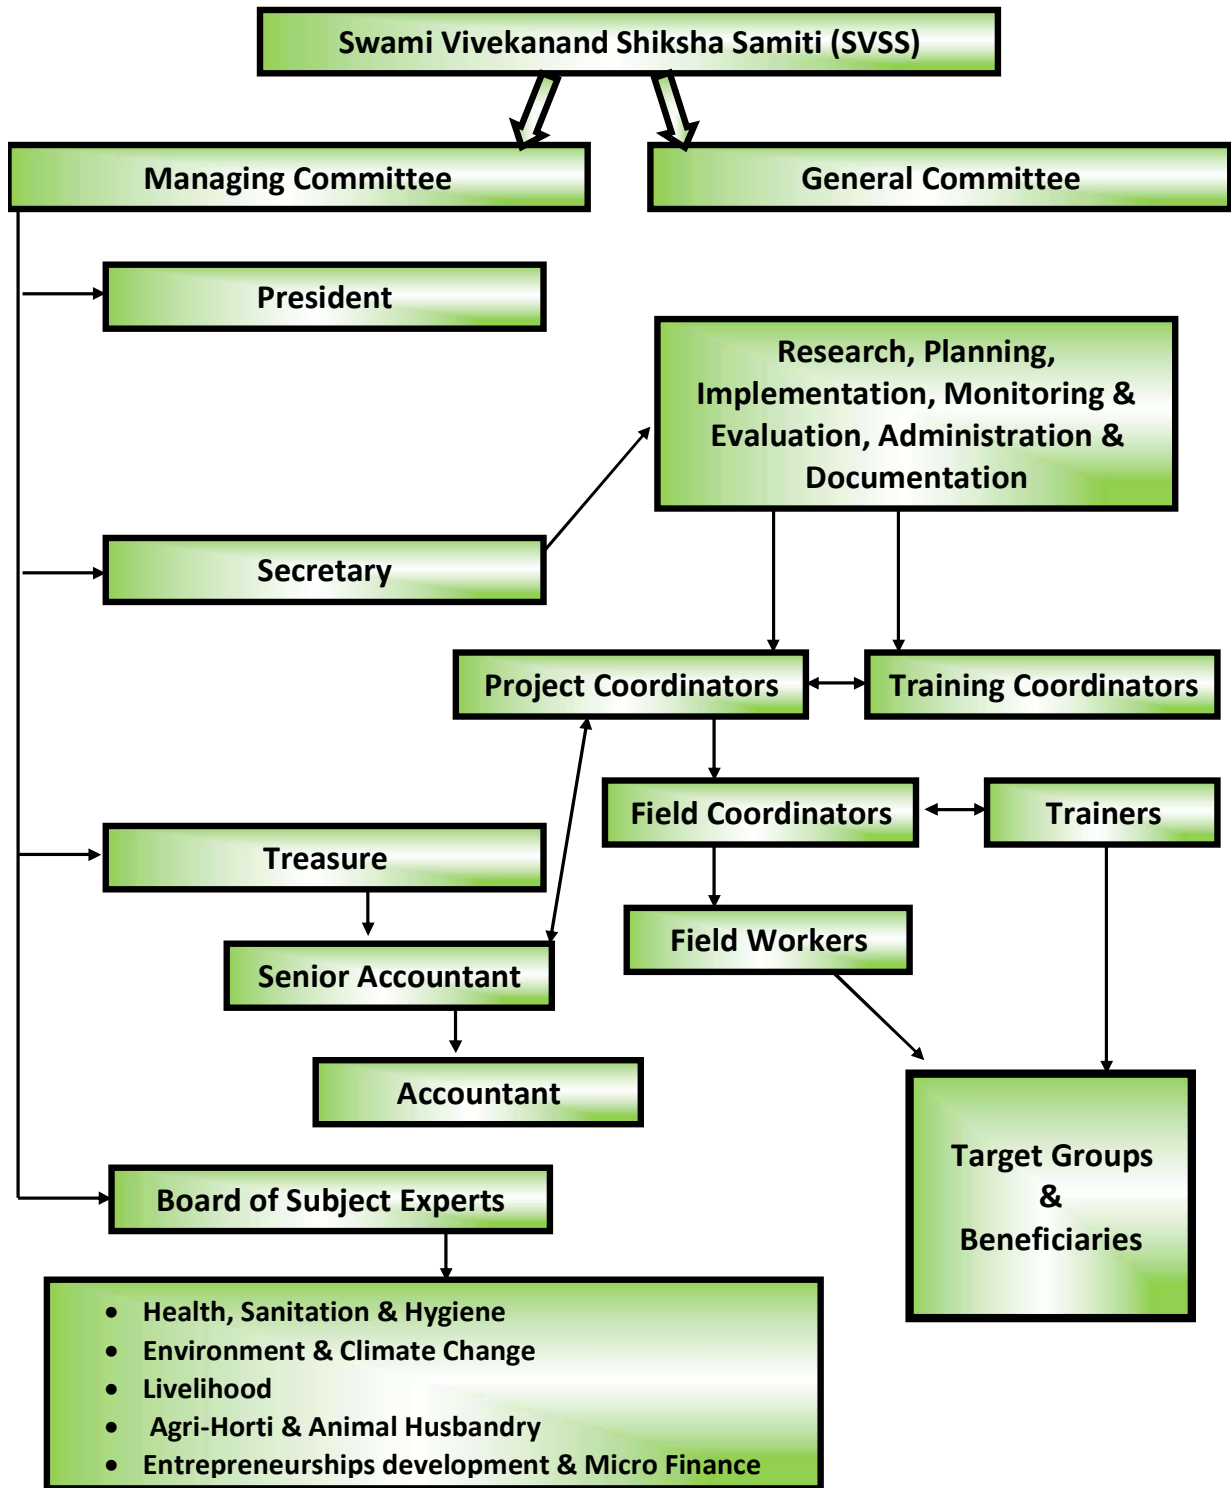 Swami Vivekanand Shiksha Samiti (SVSS)
Managing Committee
General Committee
President
Research, Planning,
Implementation, Monitoring &
Evaluation, Administration &
Documentation
Secretary
Project Coordinators
Training Coordinators
Field Coordinators
Trainers
Treasure
Field Workers
Senior Accountant
Accountant
Target Groups
&
Beneficiaries
Board of Subject Experts
• Health, Sanitation & Hygiene
• Environment & Climate Change
• Livelihood
• Agri-Horti & Animal Husbandry
• Entrepreneurships development & Micro Finance